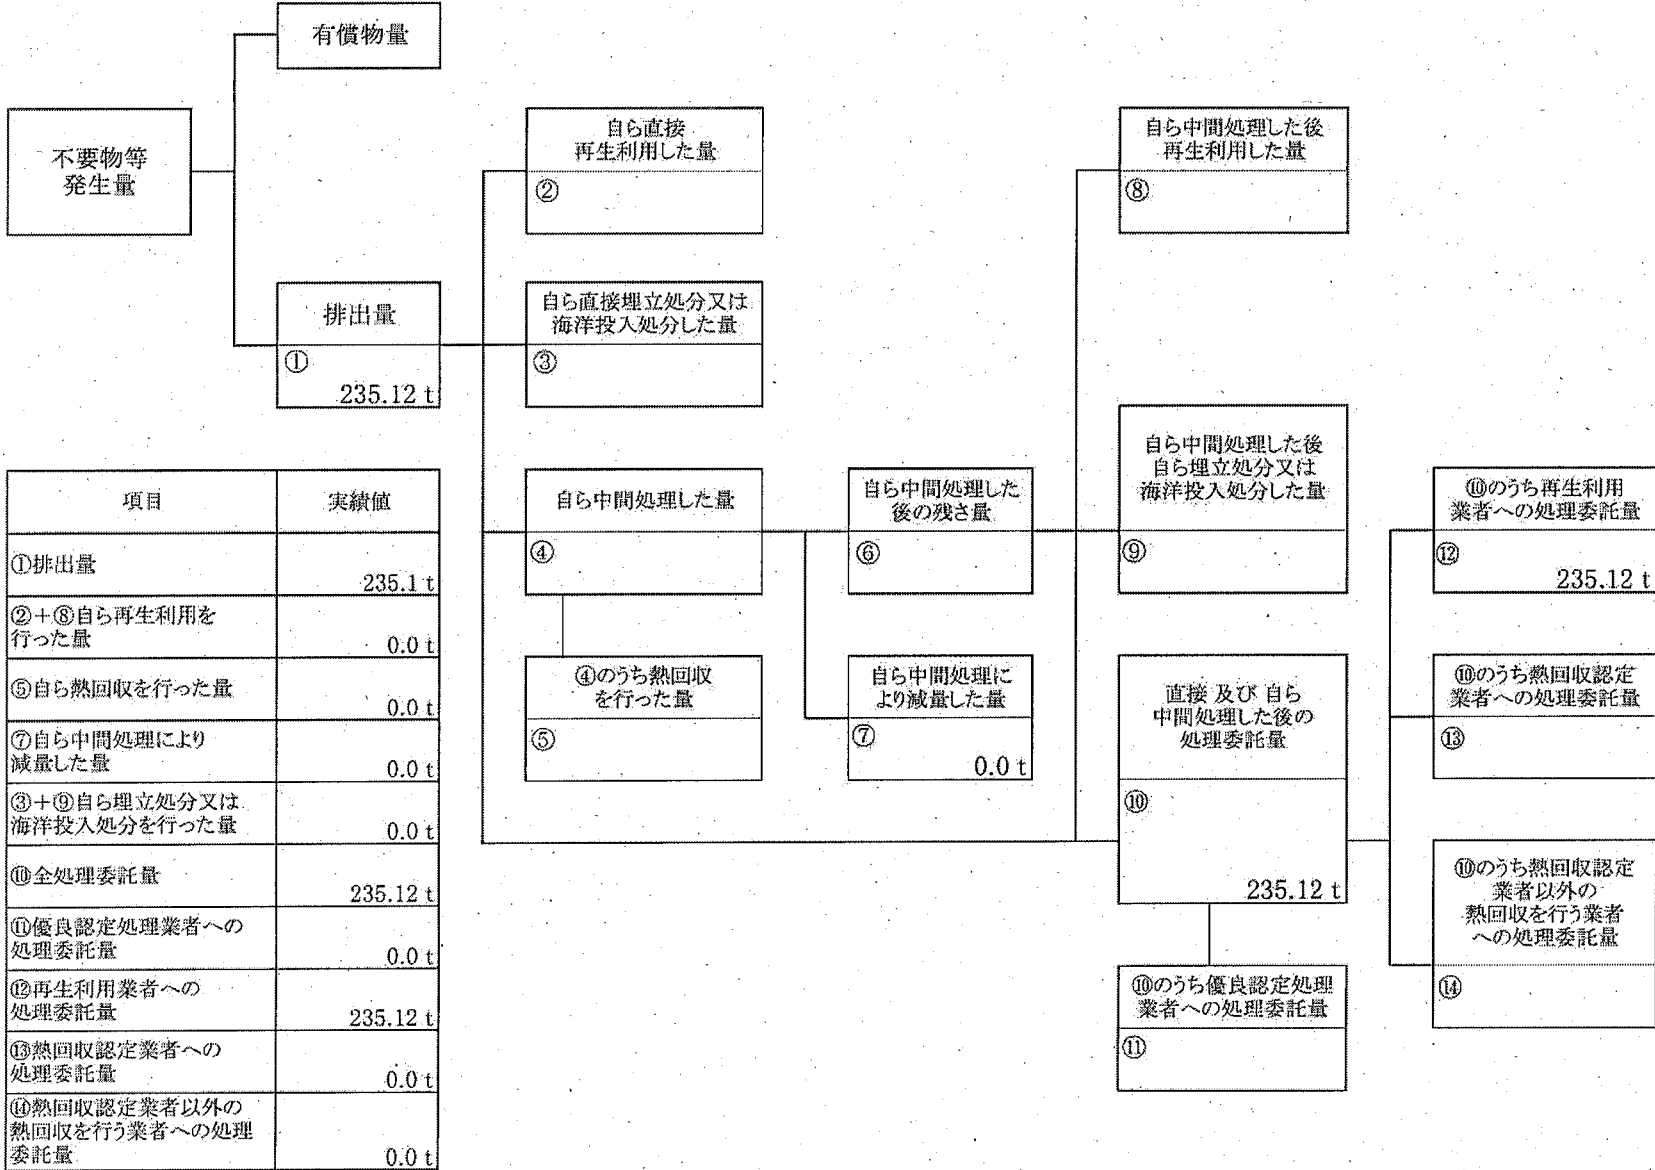 有償物量
不要物等
発生量
自ら直接
再生利用した量
②
自ら中間処理した後
再生利用した量
⑧
排出量
①
235.12 t
自ら直接埋立処分又は
海洋投入処分した量
③
自ら中間処理した量
④
自ら中間処理した
後の残さ量
⑥
自ら中間処理した後
自ら埋立処分又は
海洋投入処分した量
⑨
⑩のうち再生利用
業者への処理委託量
⑫
235.12 t
④のうち熱回収
を行った量
⑤
自ら中間処理に
より減量した量
⑦
0.0 t
直接 及び 自ら
中間処理した後の
処理委託量
⑩
235.12 t
⑩のうち熱回収認定
業者への処理委託量
⑬
⑩のうち熱回収認定
業者以外の
熱回収を行う業者
への処理委託量
⑭
⑩のうち優良認定処理
業者への処理委託量
⑪
項目 実績値
①排出量 235.1 t
②+⑧自ら再生利用を
行った量 0.0 t
⑤自ら熱回収を行った量 0.0 t
⑦自ら中間処理により
減量した量 0.0 t
③+⑨自ら埋立処分又は
海洋投入処分を行った量 0.0 t
⑩全処理委託量 235.12 t
⑪優良認定処理業者への
処理委託量 0.0 t
⑫再生利用業者への
処理委託量 235.12 t
⑬熱回収認定業者への
処理委託量 0.0 t
⑭熱回収認定業者以外の
熱回収を行う業者への処理
委託量 0.0 t